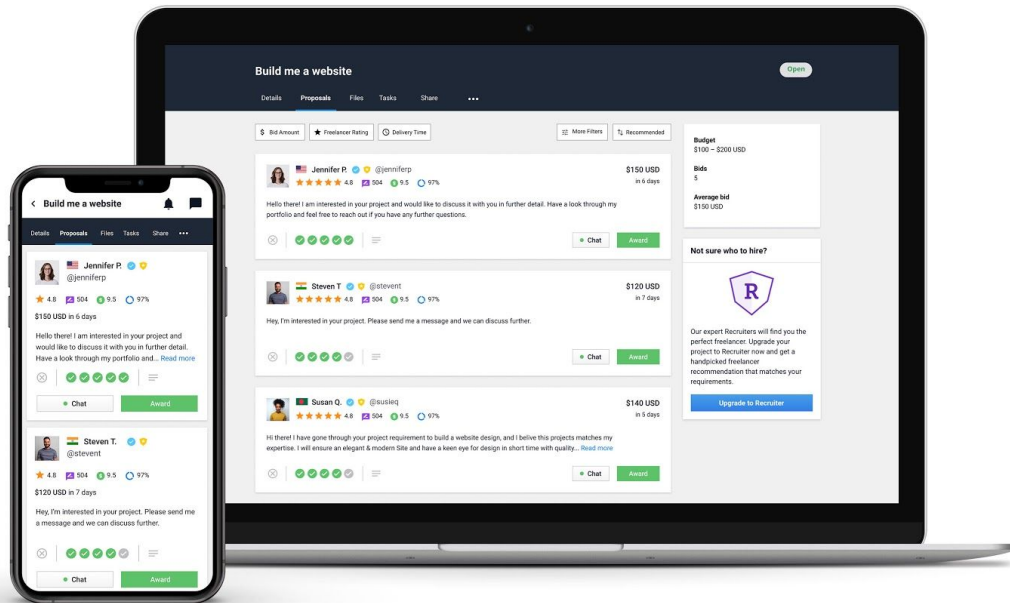 Build me a website
Open
Details Proposals Files Tasks Share •••
$ Bid Amount ★ Freelancer Rating Delivery Time More Filters Recommended
Jennifer P. @jenniferp
4.8 504 9.5 97%
$150 USD
in 6 days
Hello there! I am interested in your project and would like to discuss it with you in further detail. Have a look through my
portfolio and feel free to reach out if you have any further questions.
Chat Award
Steven T @stevent
4.8 504 9.5 97%
$120 USD
in 7 days
Hey, I'm interested in your project. Please send me a message and we can discuss further.
Chat Award
Susan Q. @susieq
4.8 504 9.5 97%
$140 USD
in 5 days
Hi there! I have gone through your project requirement to build a website design, and I belive this projects matches my
expertise. I will ensure an elegant & modern Site and have a keen eye for design in short time with quality... Read more
Chat Award
Budget
$100 – $200 USD
Bids
5
Average bid
$150 USD
Not sure who to hire?
R
Our expert Recruiters will find you the
perfect freelancer. Upgrade your
project to Recruiter now and get a
handpicked freelancer
recommendation that matches your
requirements.
Upgrade to Recruiter
< Build me a website
Details Proposals Files Tasks Share •••
Jennifer P.
@jenniferp
4.8 504 9.5 97%
$150 USD in 6 days
Hello there! I am interested in your project and
would like to discuss it with you in further detail.
Have a look through my portfolio and... Read more
Chat Award
Steven T.
@stevent
4.8 504 9.5 97%
$120 USD in 7 days
Hey, I'm interested in your project. Please send me
a message and we can discuss further.
Chat Award